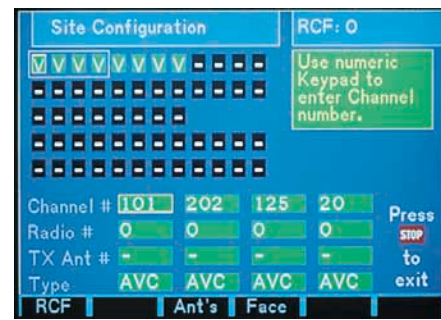 Site Configuration
RCF: 0
V V V V V V V V - - - -
- - - - - - - - - - - -
- - - - - - - -
- - - - - - - - - - - -
- - - - - - - - - - - -
Use numeric
Keypad to
enter Channel
number.
Channel # 101 202 125 20
Radio # 0 0 0 0
TX Ant # - - - -
Type AVC AVC AVC AVC
Press
STOP
to
exit
RCF Ant's Face